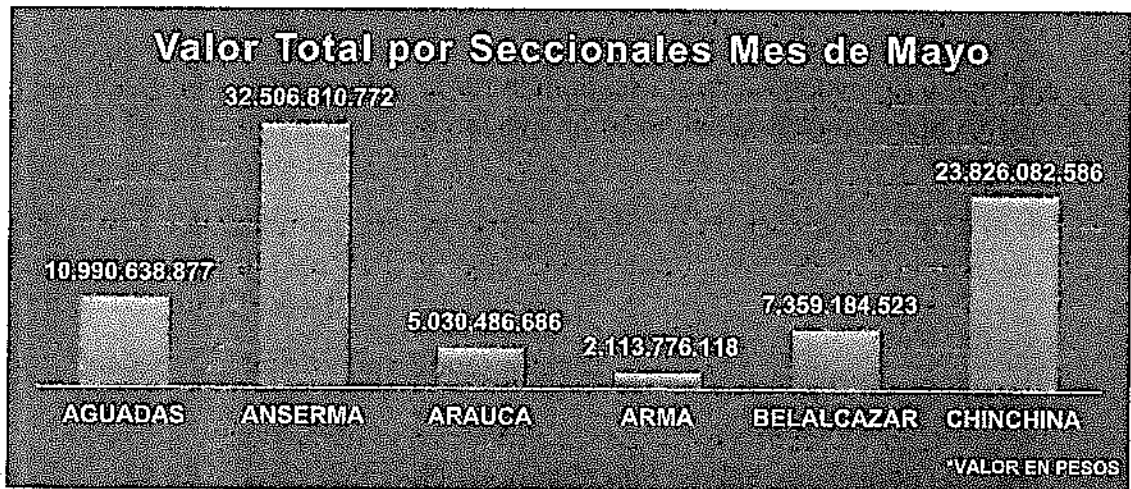 Valor Total por Seccionales Mes de Mayo
32.506.810.772
23.826.082.586
10.990.638.877
7.359.184.523
5.030.486.686
2.113.776.118
AGUADAS ANSERMA ARAUCA ARMA BELALCAZAR CHINCHINA
*VALOR EN PESOS